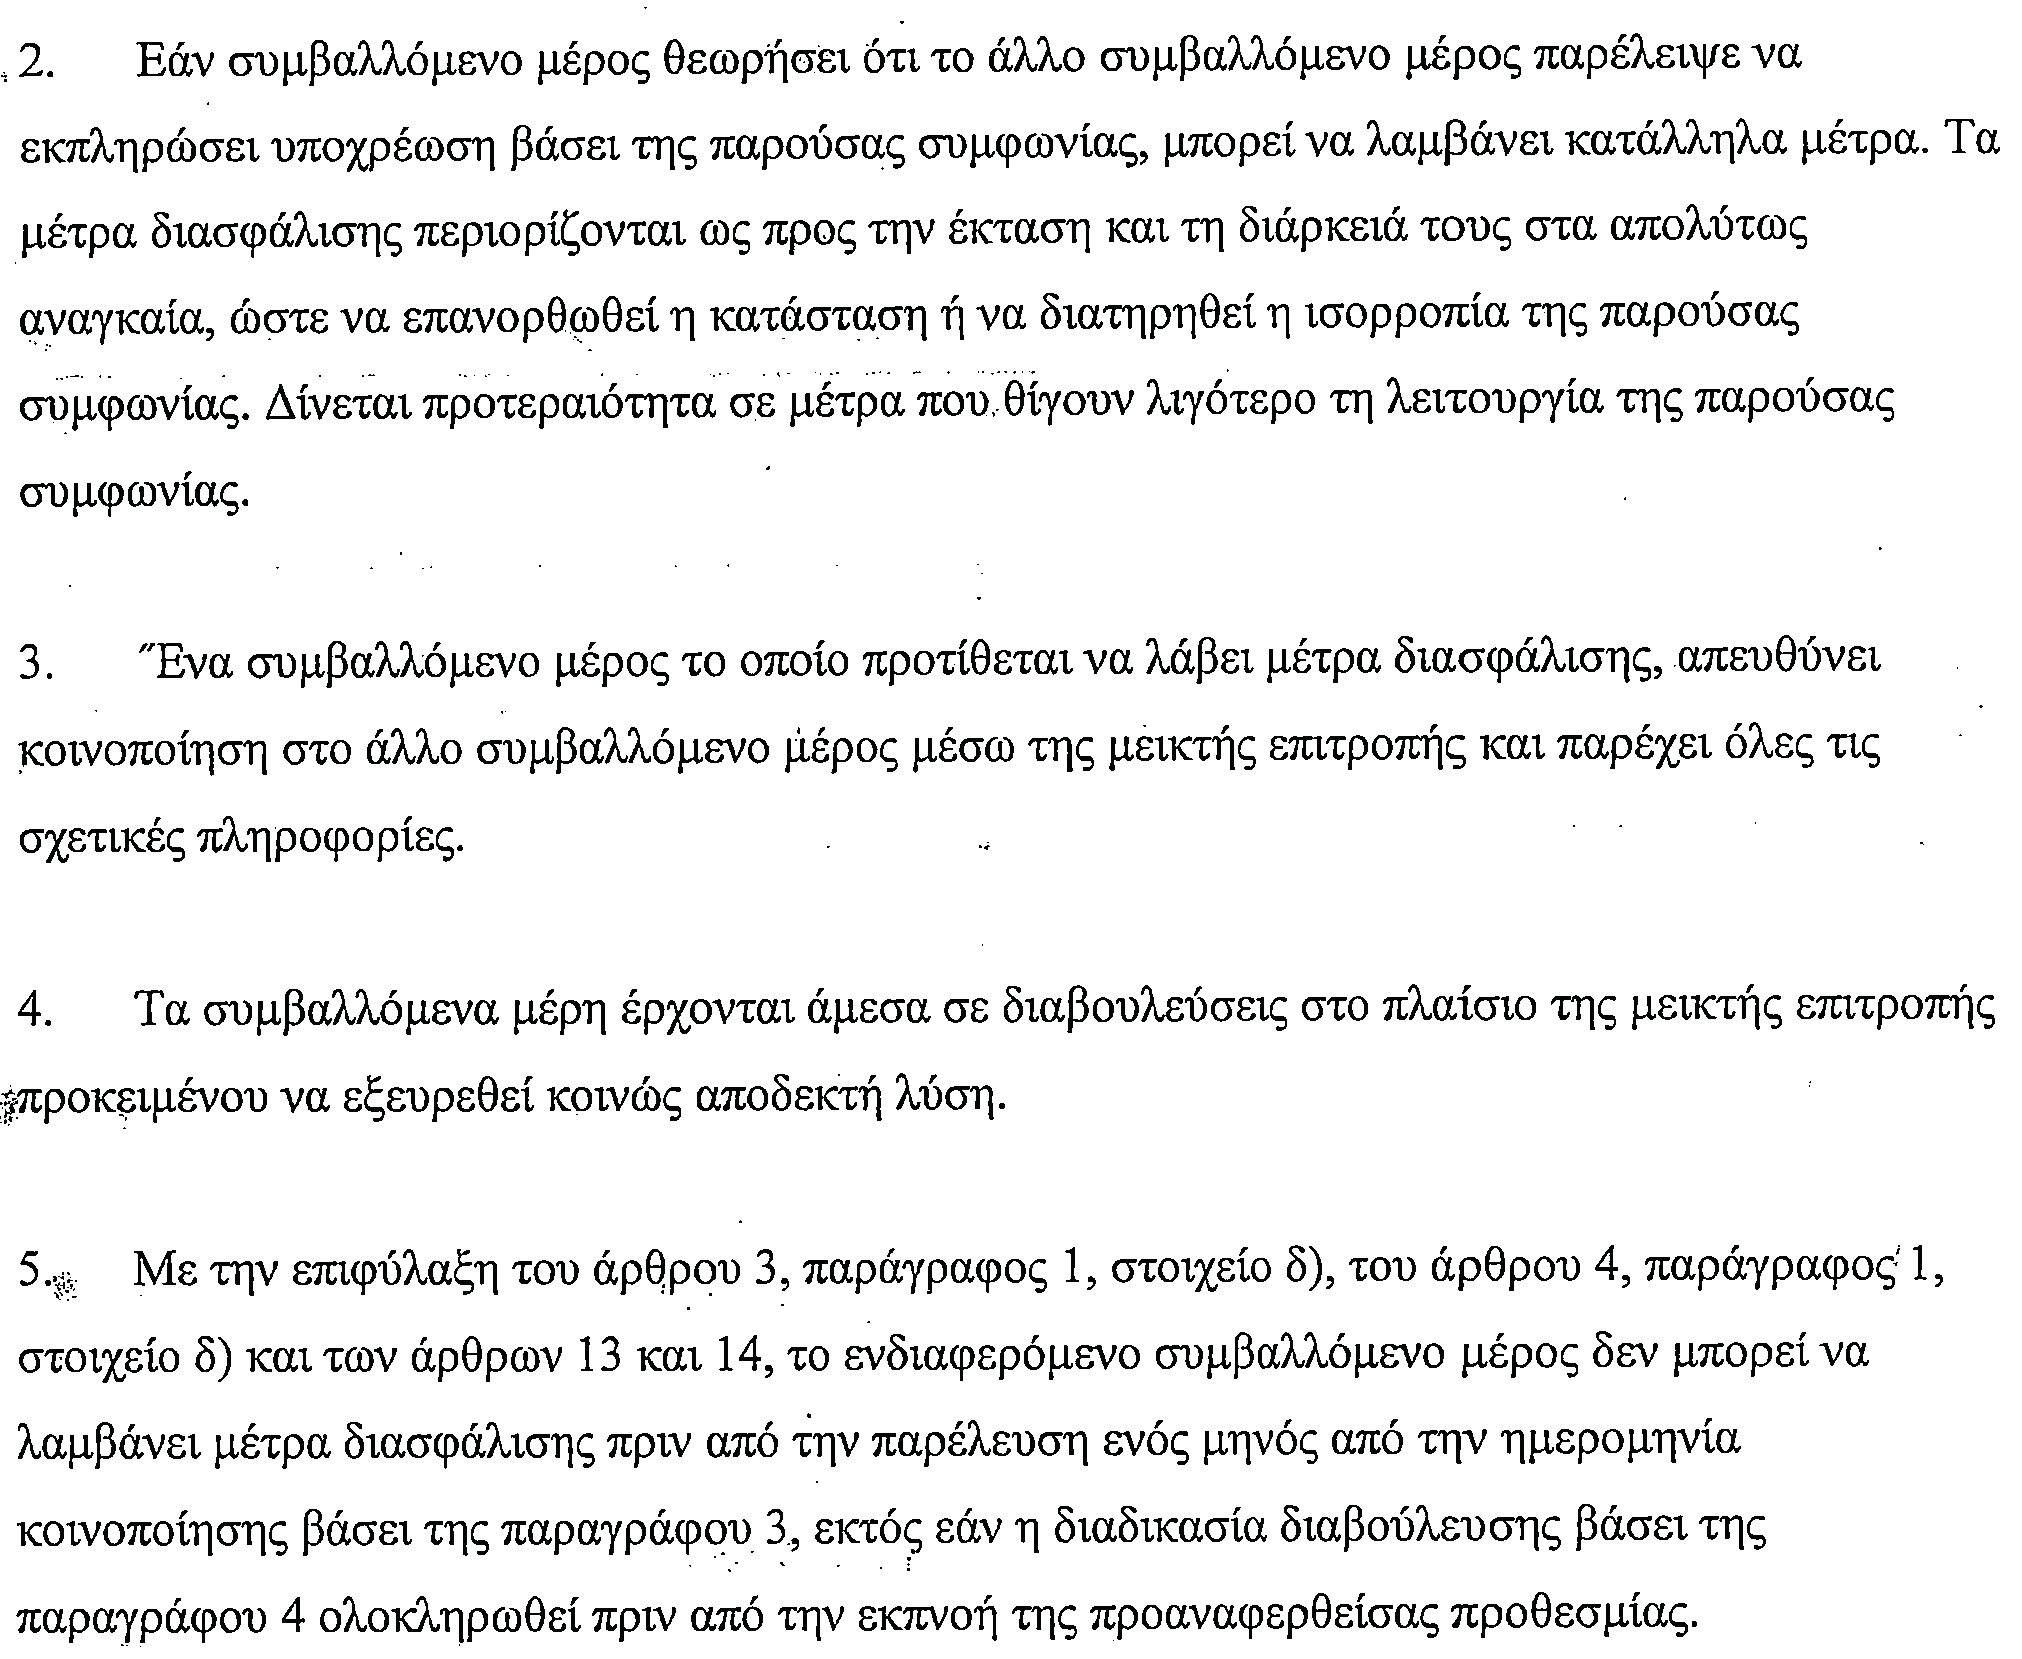 2. Εάν συμβαλλόμενο μέρος θεωρήσει ότι το άλλο συμβαλλόμενο μέρος παρέλειψε να
εκπληρώσει υποχρέωση βάσει της παρούσας συμφωνίας, μπορεί να λαμβάνει κατάλληλα μέτρα. Τα
μέτρα διασφάλισης περιορίζονται ως προς την έκταση και τη διάρκειά τους στα απολύτως
αναγκαία, ώστε να επανορθωθεί η κατάσταση ή να διατηρηθεί η ισορροπία της παρούσας
συμφωνίας. Δίνεται προτεραιότητα σε μέτρα που θίγουν λιγότερο τη λειτουργία της παρούσας
συμφωνίας.
3. Ένα συμβαλλόμενο μέρος το οποίο προτίθεται να λάβει μέτρα διασφάλισης, απευθύνει
κοινοποίηση στο άλλο συμβαλλόμενο μέρος μέσω της μεικτής επιτροπής και παρέχει όλες τις
σχετικές πληροφορίες.
4. Τα συμβαλλόμενα μέρη έρχονται άμεσα σε διαβουλεύσεις στο πλαίσιο της μεικτής επιτροπής
προκειμένου να εξευρεθεί κοινώς αποδεκτή λύση.
5. Με την επιφύλαξη του άρθρου 3, παράγραφος 1, στοιχείο δ), του άρθρου 4, παράγραφος 1,
στοιχείο δ) και των άρθρων 13 και 14, το ενδιαφερόμενο συμβαλλόμενο μέρος δεν μπορεί να
λαμβάνει μέτρα διασφάλισης πριν από την παρέλευση ενός μηνός από την ημερομηνία
κοινοποίησης βάσει της παραγράφου 3, εκτός εάν η διαδικασία διαβούλευσης βάσει της
παραγράφου 4 ολοκληρωθεί πριν από την εκπνοή της προαναφερθείσας προθεσμίας.